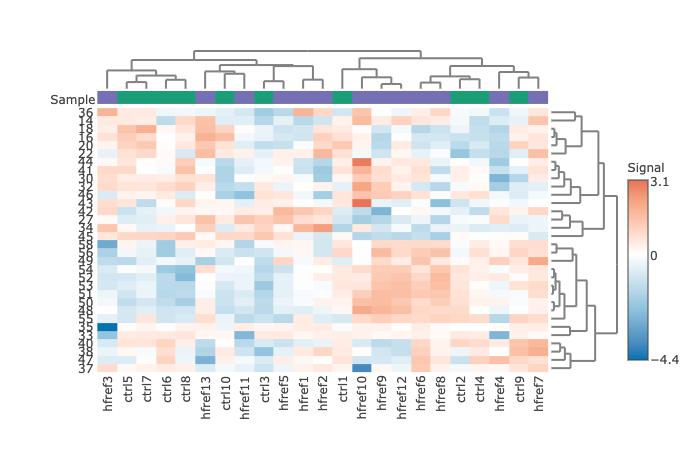 Sample
36
14
18
16
20
22
44
41
30
32
46
43
42
34
45
58
56
54
52
53
51
50
48
55
35
33
40
38
37
hfref3
ctrl5
ctrl7
ctrl6
ctrl8
hfref13
ctrl10
hfref11
ctrl3
hfref5
hfref1
hfref2
ctrl1
hfref10
hfref9
hfref12
hfref6
hfref8
ctrl2
ctrl4
hfref4
ctrl9
hfref7
Signal
3.1
0
−4.4